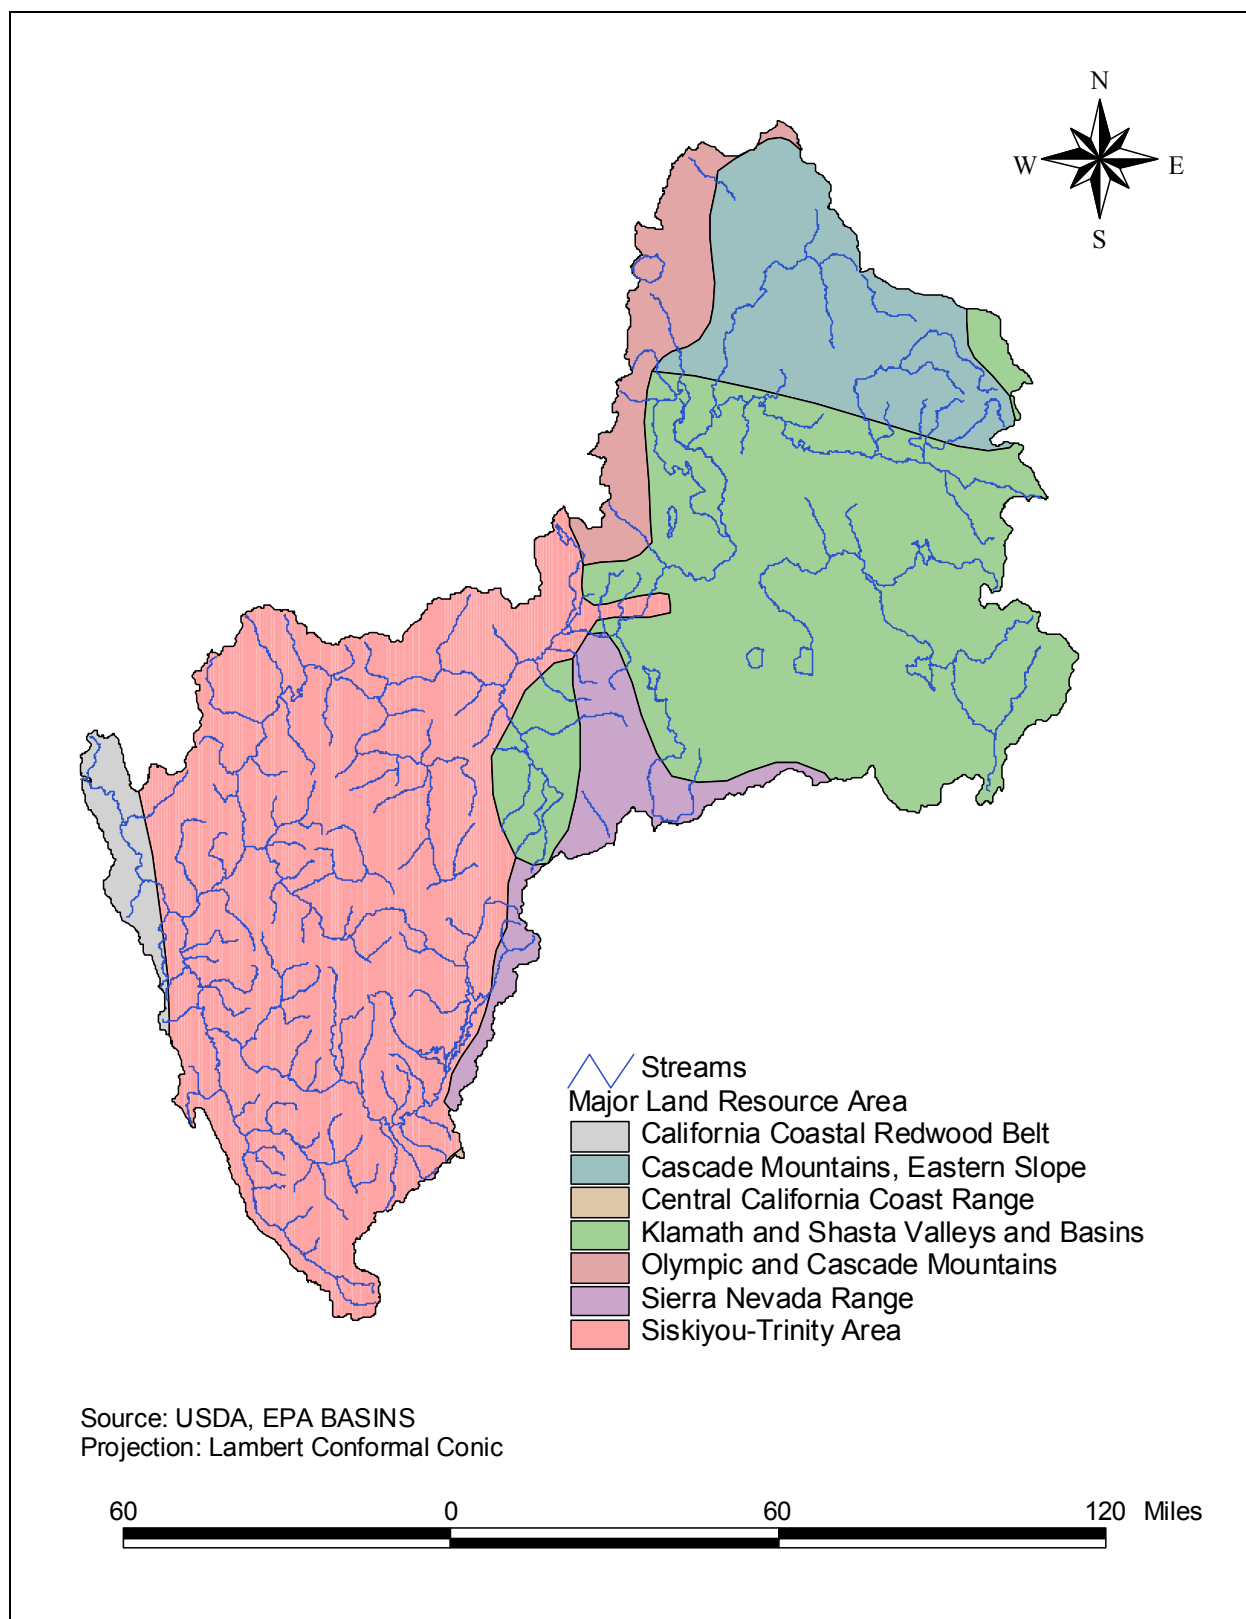 N
W E
S
Streams
Major Land Resource Area
California Coastal Redwood Belt
Cascade Mountains, Eastern Slope
Central California Coast Range
Klamath and Shasta Valleys and Basins
Olympic and Cascade Mountains
Sierra Nevada Range
Siskiyou-Trinity Area
Source: USDA, EPA BASINS
Projection: Lambert Conformal Conic
60 0 60 120 Miles